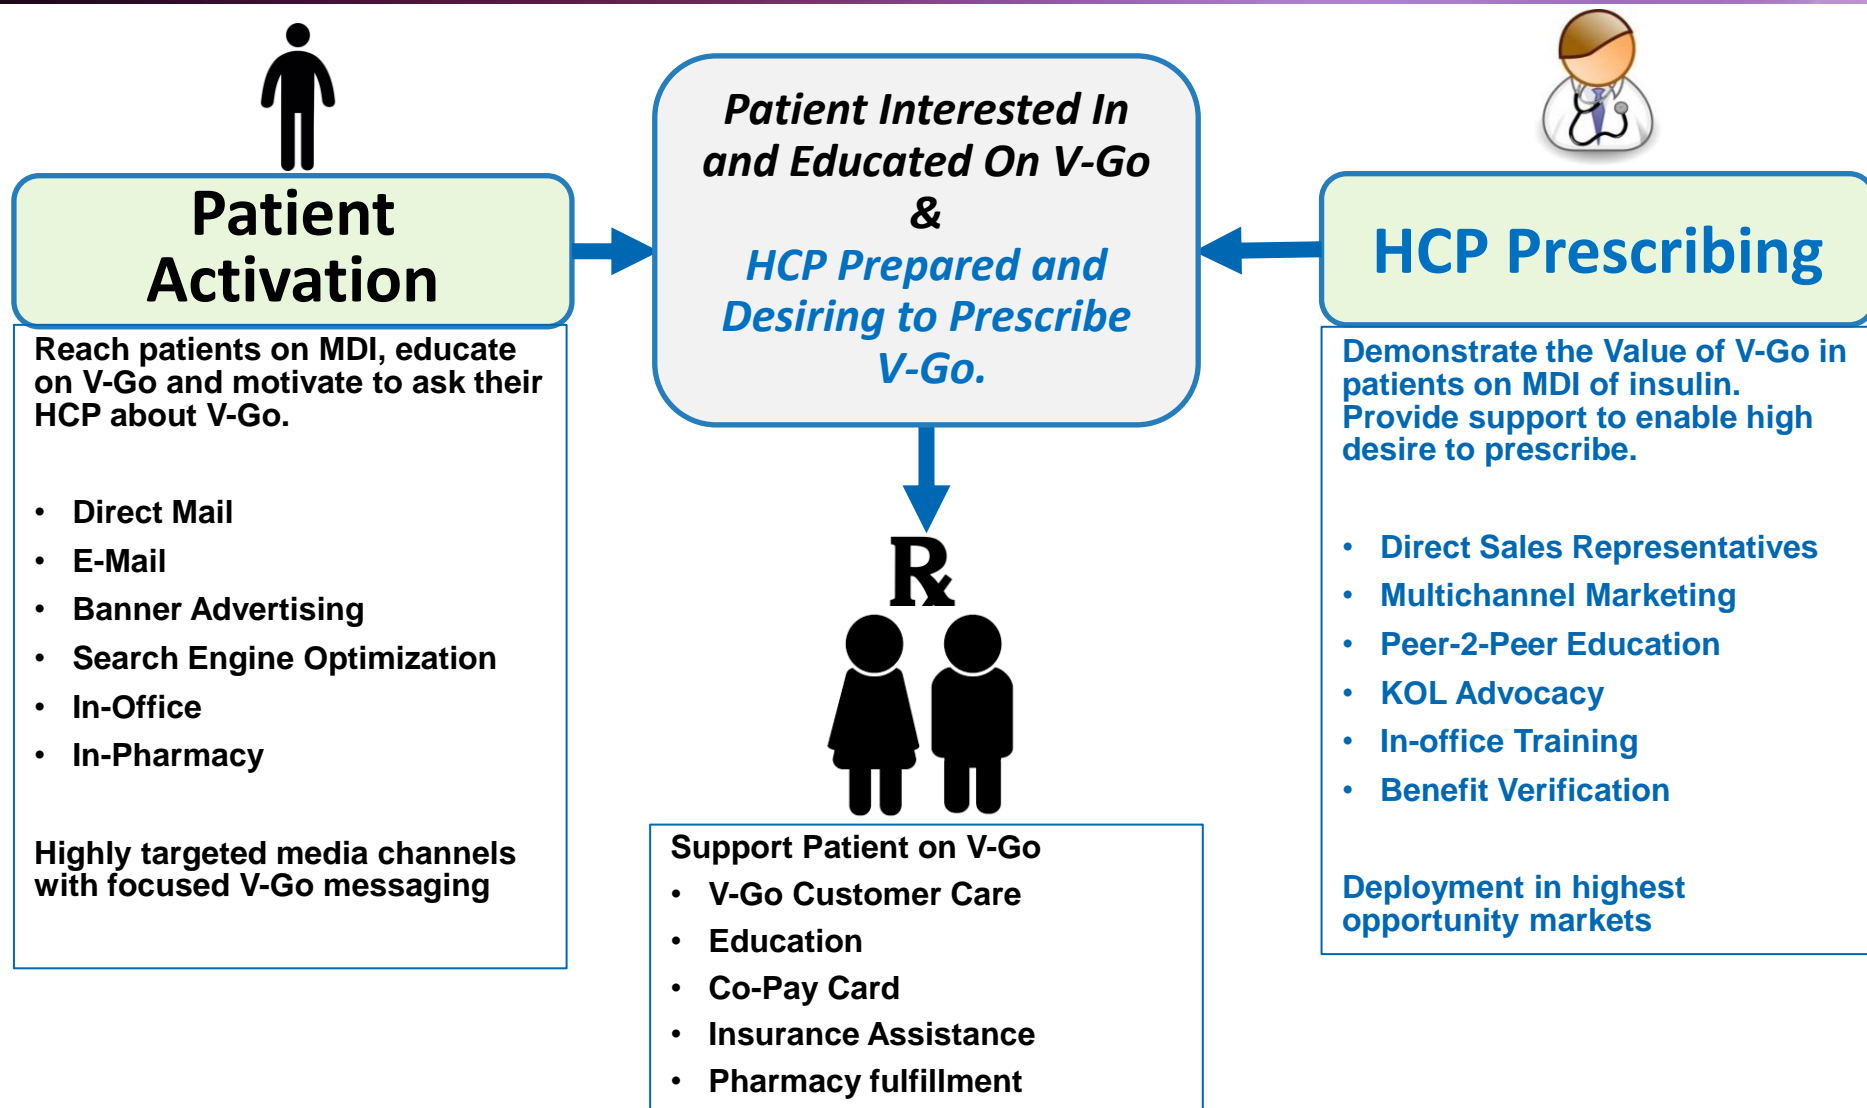 Patient
Activation
Reach patients on MDI, educate
on V-Go and motivate to ask their
HCP about V-Go.
• Direct Mail
• E-Mail
• Banner Advertising
• Search Engine Optimization
• In-Office
• In-Pharmacy
Highly targeted media channels
with focused V-Go messaging
Patient Interested In
and Educated On V-Go
&
HCP Prepared and
Desiring to Prescribe
V-Go.
℞
Support Patient on V-Go
• V-Go Customer Care
• Education
• Co-Pay Card
• Insurance Assistance
• Pharmacy fulfillment
HCP Prescribing
Demonstrate the Value of V-Go in
patients on MDI of insulin.
Provide support to enable high
desire to prescribe.
• Direct Sales Representatives
• Multichannel Marketing
• Peer-2-Peer Education
• KOL Advocacy
• In-office Training
• Benefit Verification
Deployment in highest
opportunity markets